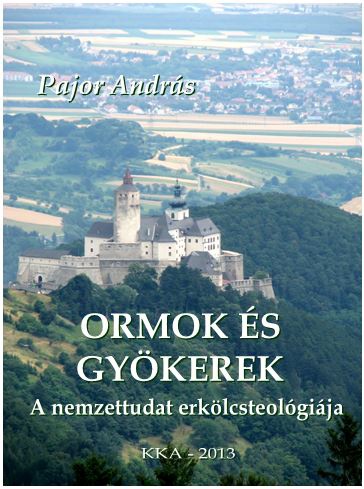 Pajor András
ORMOK ÉS
GYÖKEREK
A nemzettudat erkölcsteológiája
KKA - 2013